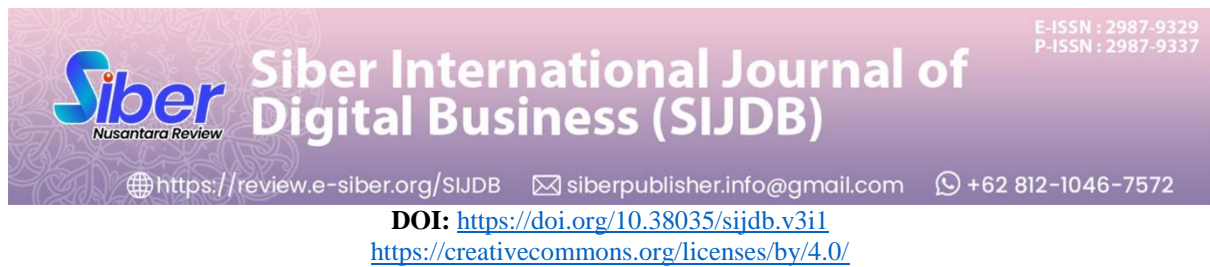 E-ISSN : 2987-9329
P-ISSN : 2987-9337
Siber
Nusantara Review
Siber International Journal of
Digital Business (SIJDB)
https://review.e-siber.org/SIJDB siberpublisher.info@gmail.com +62 812-1046-7572
DOI: https://doi.org/10.38035/sijdb.v3i1
https://creativecommons.org/licenses/by/4.0/